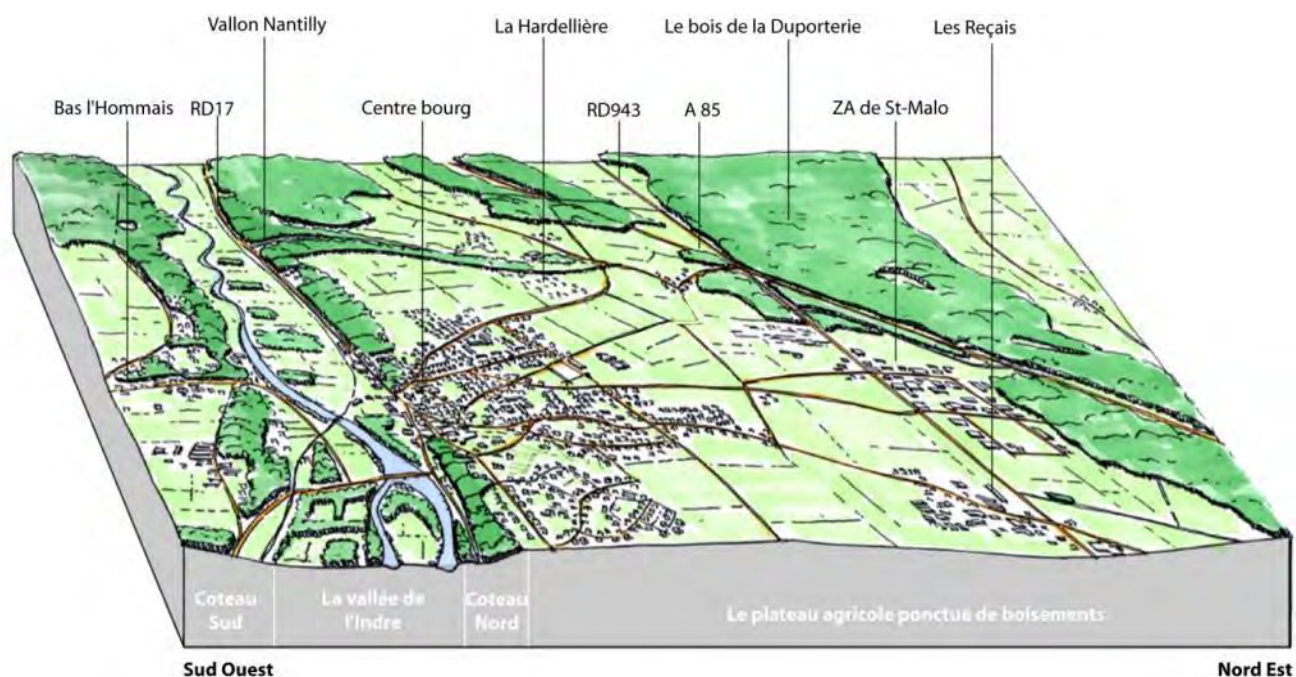 Vallon Nantilly
La Hardellière
Le bois de la Duporterie
Les Reçais
Bas l'Hommais
RD17
Centre bourg
RD943
A 85
ZA de St-Malo
Coteau
Sud
La vallée de
l'Indre
Coteau
Nord
Le plateau agricole ponctué de boisements
Sud Ouest
Nord Est